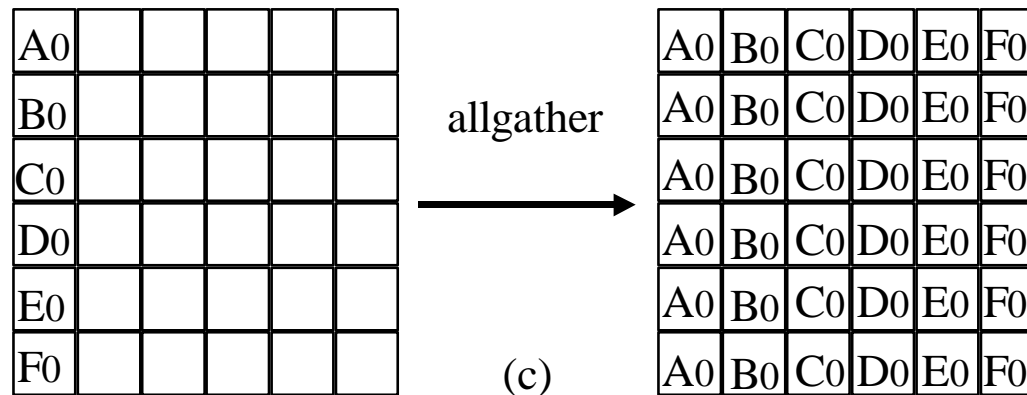 A0 A0 B0 C0 D0 E0 F0
B0 A0 B0 C0 D0 E0 F0
allgather
C0 A0 B0 C0 D0 E0 F0
D0 A0 B0 C0 D0 E0 F0
E0 A0 B0 C0 D0 E0 F0
F0 A0 B0 C0 D0 E0 F0
(c)